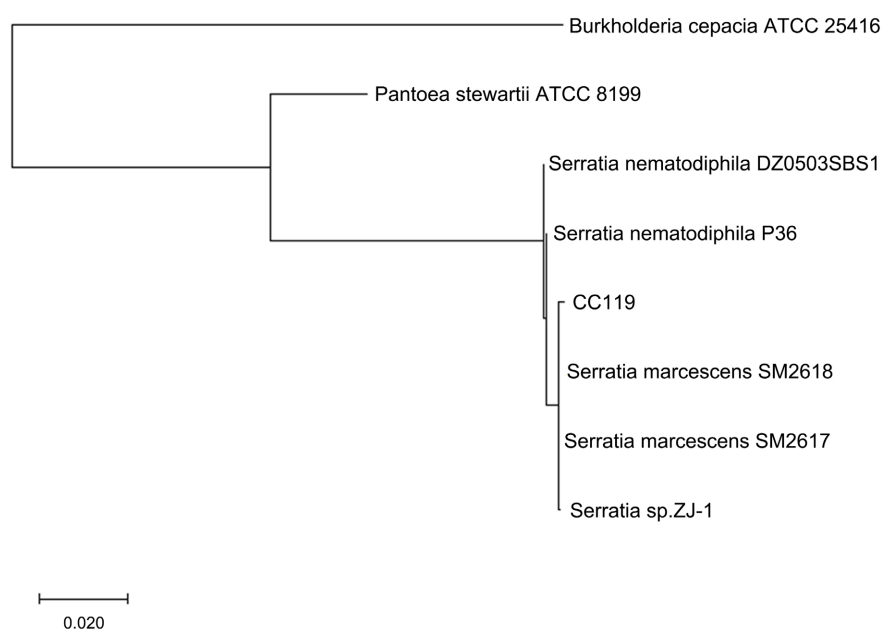 Burkholderia cepacia ATCC 25416
Pantoea stewartii ATCC 8199
Serratia nematodiphila DZ0503SBS1
Serratia nematodiphila P36
CC119
Serratia marcescens SM2618
Serratia marcescens SM2617
Serratia sp.ZJ-1
0.020